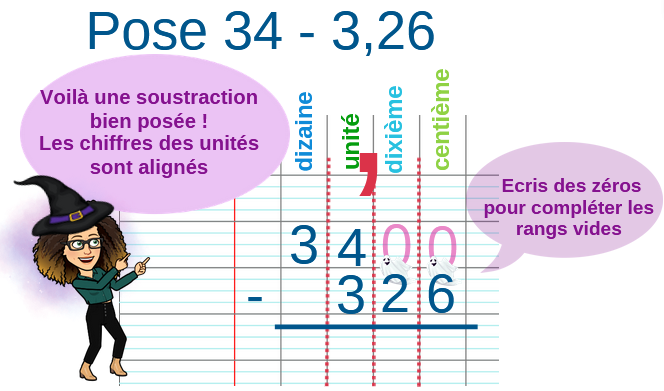 Pose 34 - 3,26
Voilà une soustraction
bien posée !
Les chiffres des unités
sont alignés
dizaine
unité
dixième
centième
,
Ecris des zéros
pour compléter les
rangs vides
3 4 0 0
- 3 2 6